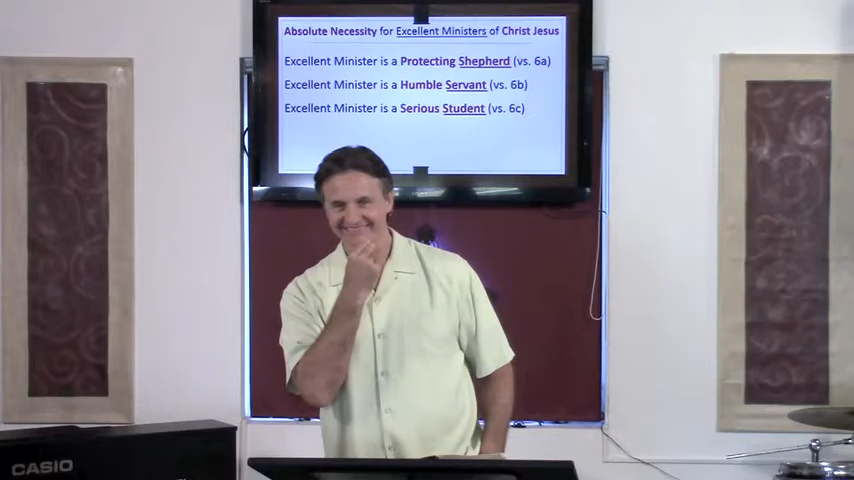 Absolute Necessity for Excellent Ministers of Christ Jesus
Excellent Minister is a Protecting Shepherd (vs. 6a)
Excellent Minister is a Humble Servant (vs. 6b)
Excellent Minister is a Serious Student (vs. 6c)
CASIO